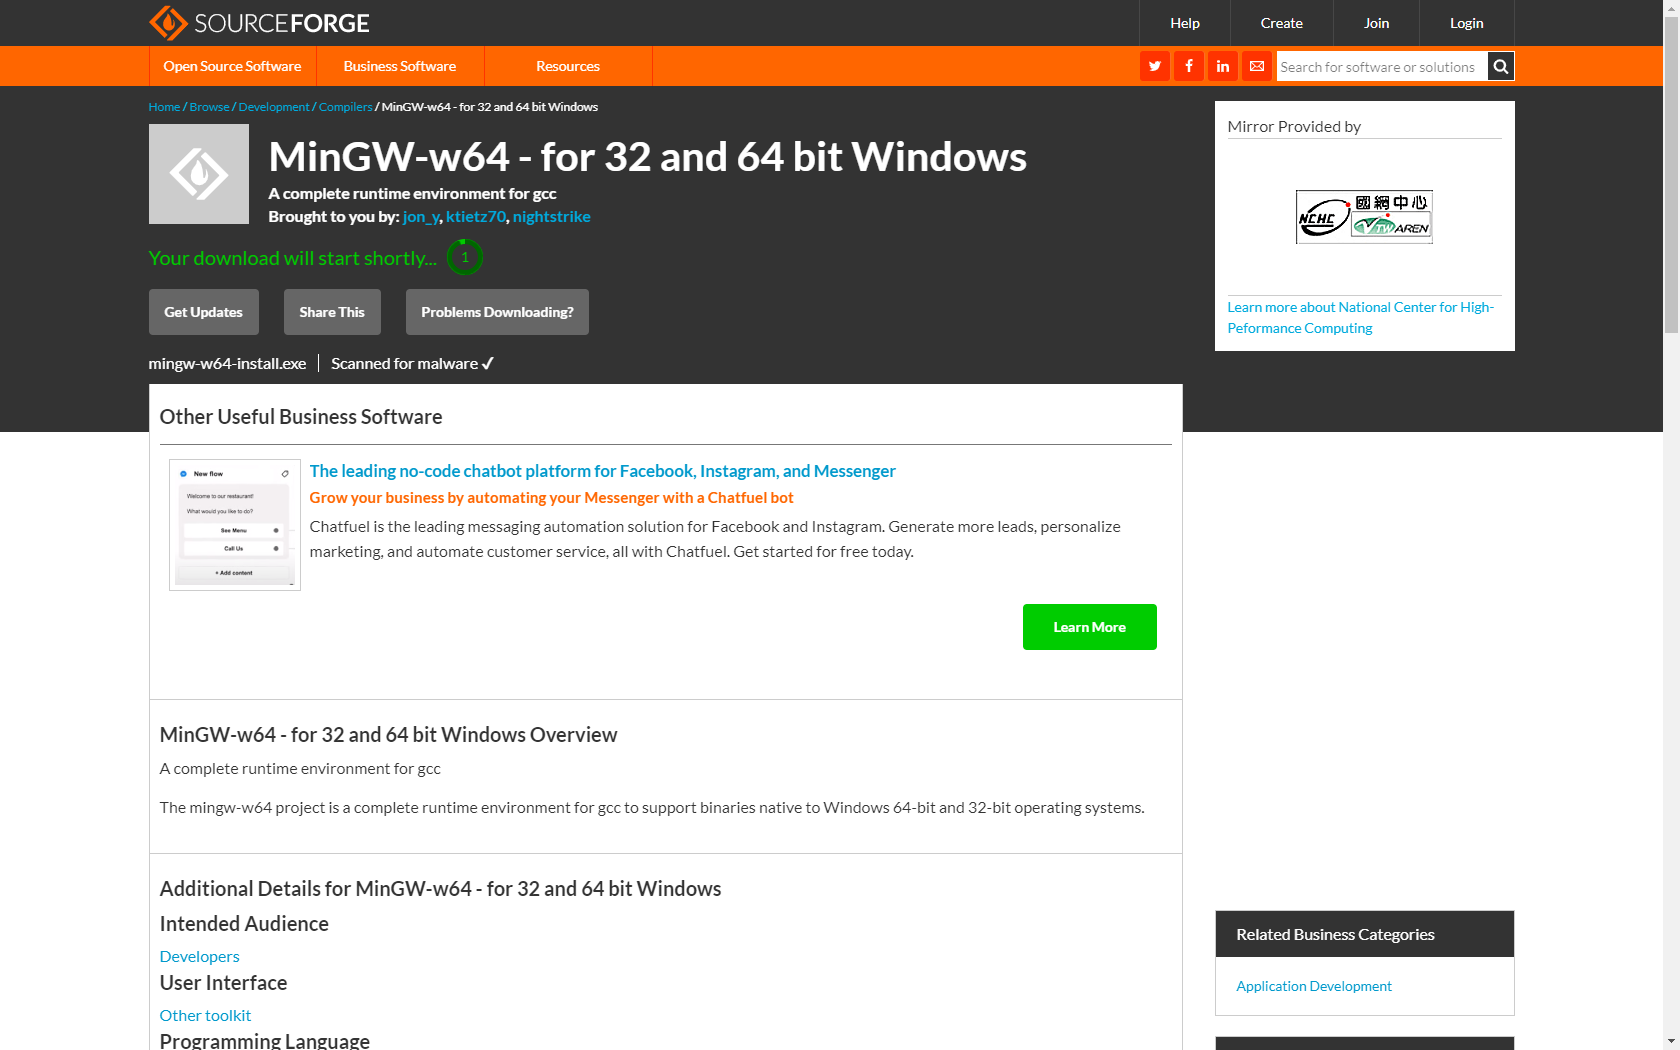 SOURCEFORGE
Help
Create
Join
Login
Open Source Software
Business Software
Resources
Search for software or solutions
Home / Browse / Development / Compilers / MinGW-w64 - for 32 and 64 bit Windows
MinGW-w64 - for 32 and 64 bit Windows
A complete runtime environment for gcc
Brought to you by: jon_y, ktietz70, nightstrike
Your download will start shortly... 1
Get Updates
Share This
Problems Downloading?
mingw-w64-install.exe
Scanned for malware ✓
Mirror Provided by
NCHC
國網中心
TWAREN
Learn more about National Center for High-
Peformance Computing
Other Useful Business Software
New flow
Welcome to our restaurant!
What would you like to do?
See Menu
Call Us
+ Add content
The leading no-code chatbot platform for Facebook, Instagram, and Messenger
Grow your business by automating your Messenger with a Chatfuel bot
Chatfuel is the leading messaging automation solution for Facebook and Instagram. Generate more leads, personalize
marketing, and automate customer service, all with Chatfuel. Get started for free today.
Learn More
MinGW-w64 - for 32 and 64 bit Windows Overview
A complete runtime environment for gcc
The mingw-w64 project is a complete runtime environment for gcc to support binaries native to Windows 64-bit and 32-bit operating systems.
Additional Details for MinGW-w64 - for 32 and 64 bit Windows
Intended Audience
Developers
User Interface
Other toolkit
Programming Language
Related Business Categories
Application Development